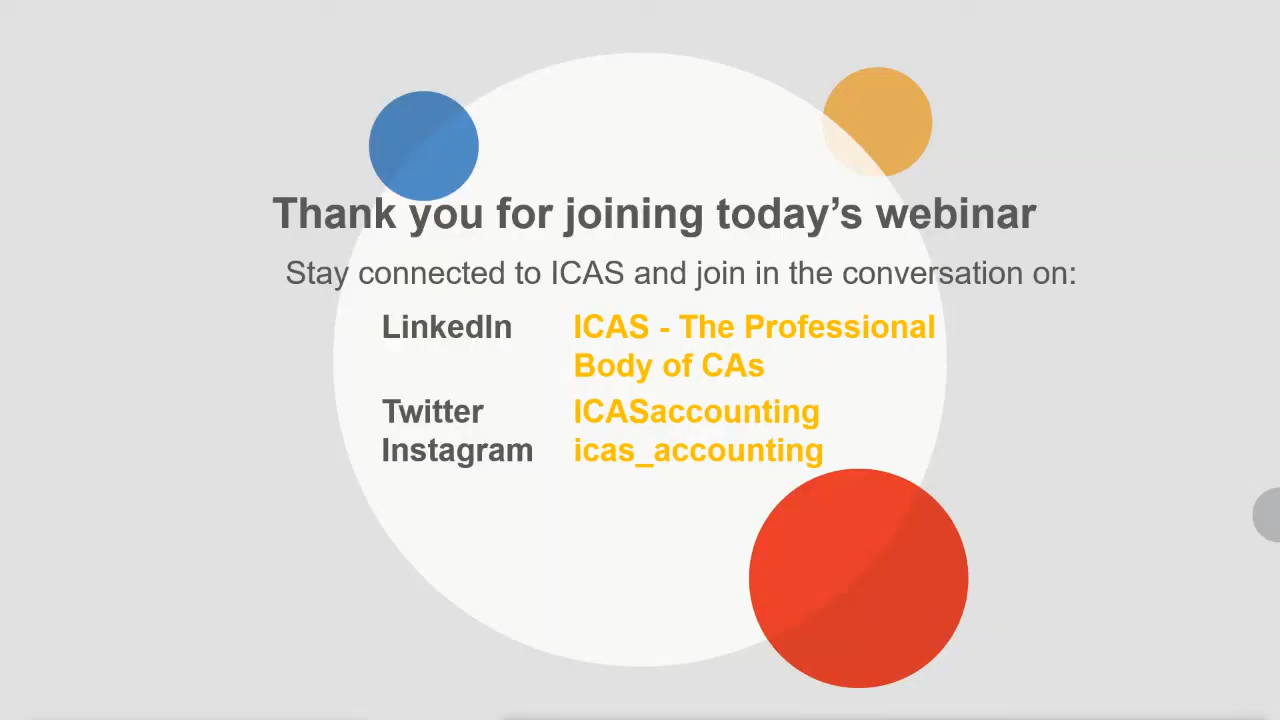 Thank you for joining today’s webinar
Stay connected to ICAS and join in the conversation on:
LinkedIn ICAS - The Professional
Body of CAs
Twitter ICASaccounting
Instagram icas_accounting